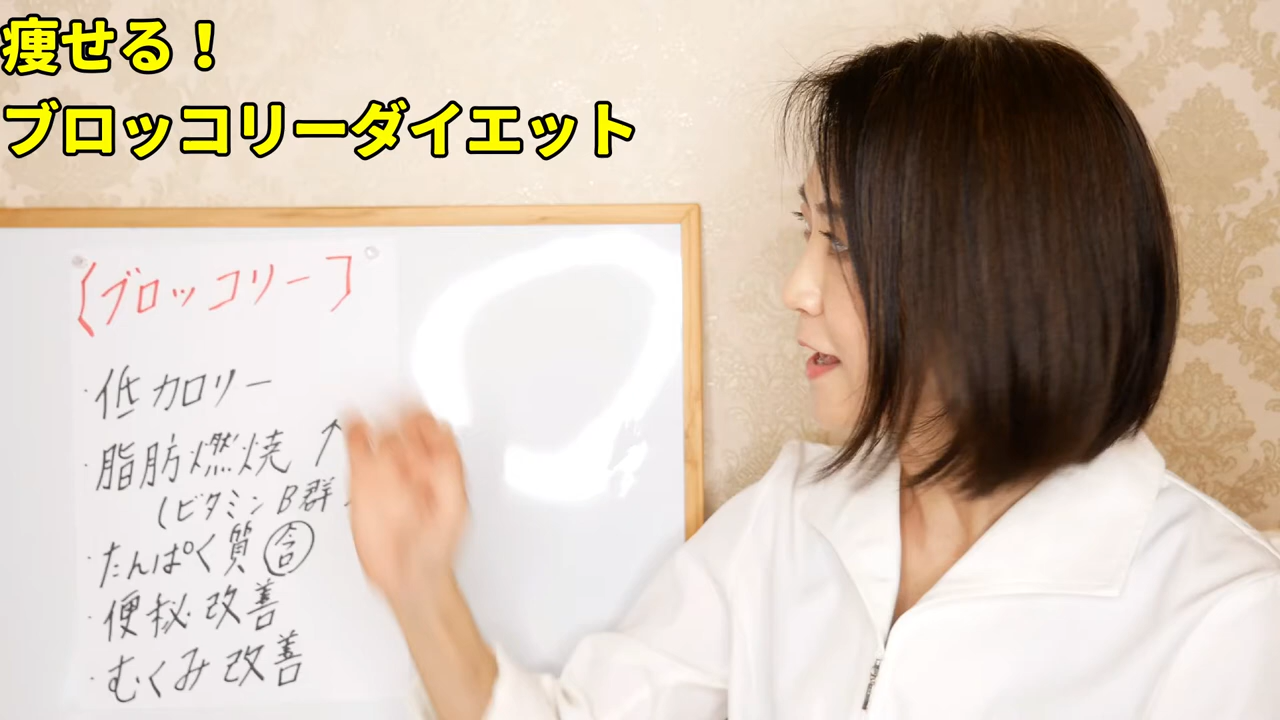 痩せる!
ブロッコリーダイエット
〈ブロッコリー〉
・低カロリー
・脂肪燃焼↑
(ビタミンB群
・たんぱく質含
・便秘改善
・むくみ改善